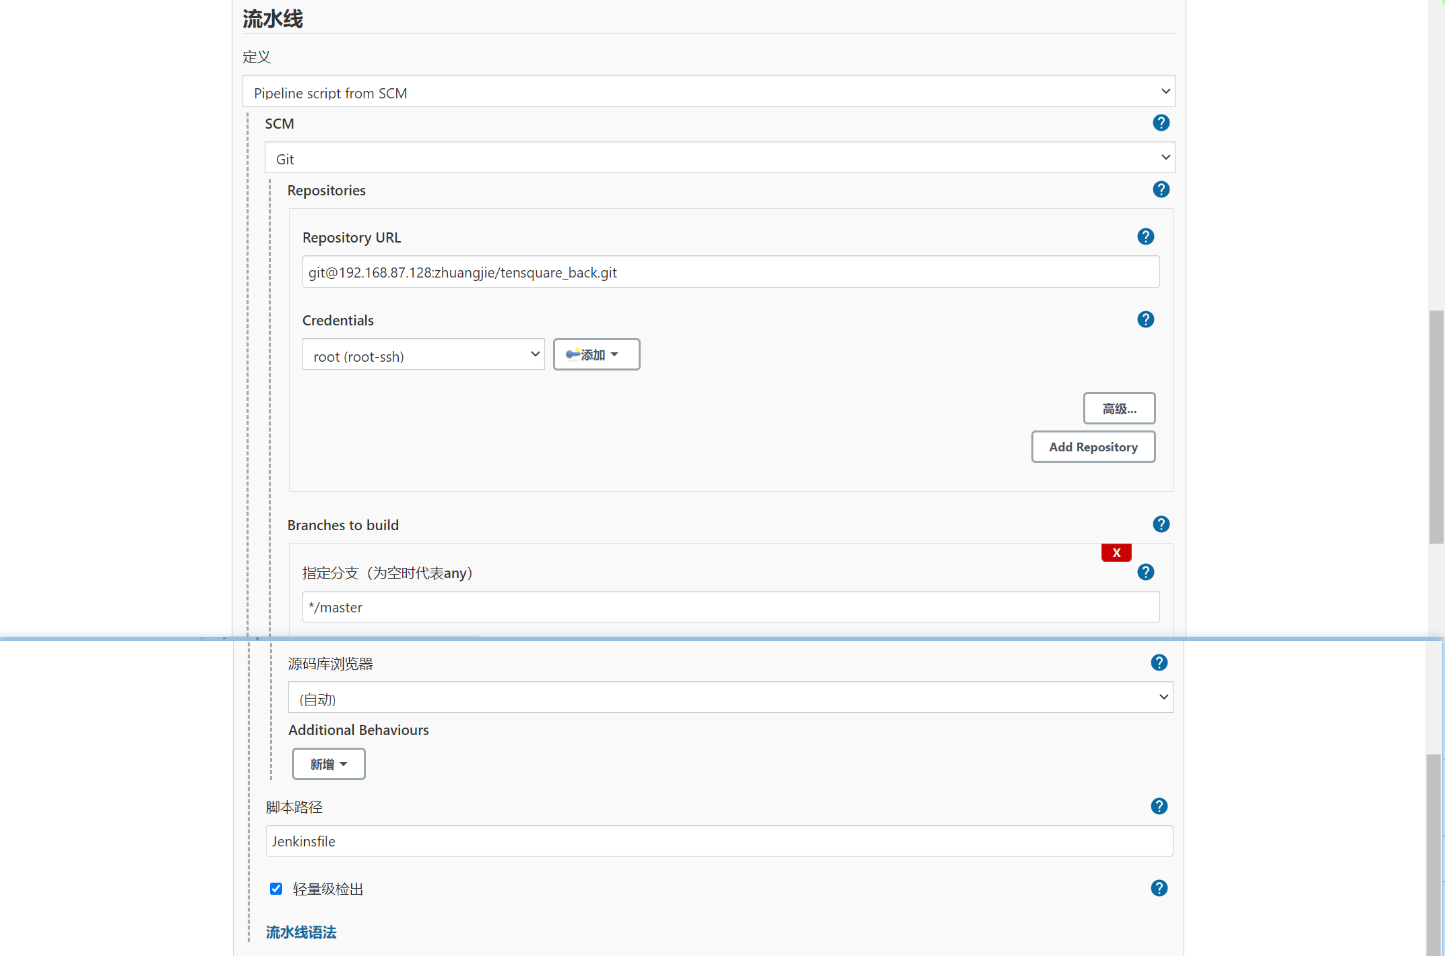 流水线
定义
Pipeline script from SCM
SCM
Git
Repositories
Repository URL
git@192.168.87.128:zhuangjie/tensquare_back.git
Credentials
root (root-ssh)
添加
高级...
Add Repository
Branches to build
X
指定分支（为空时代表any）
*/master
源码库浏览器
(自动)
Additional Behaviours
新增
脚本路径
Jenkinsfile
轻量级检出
流水线语法